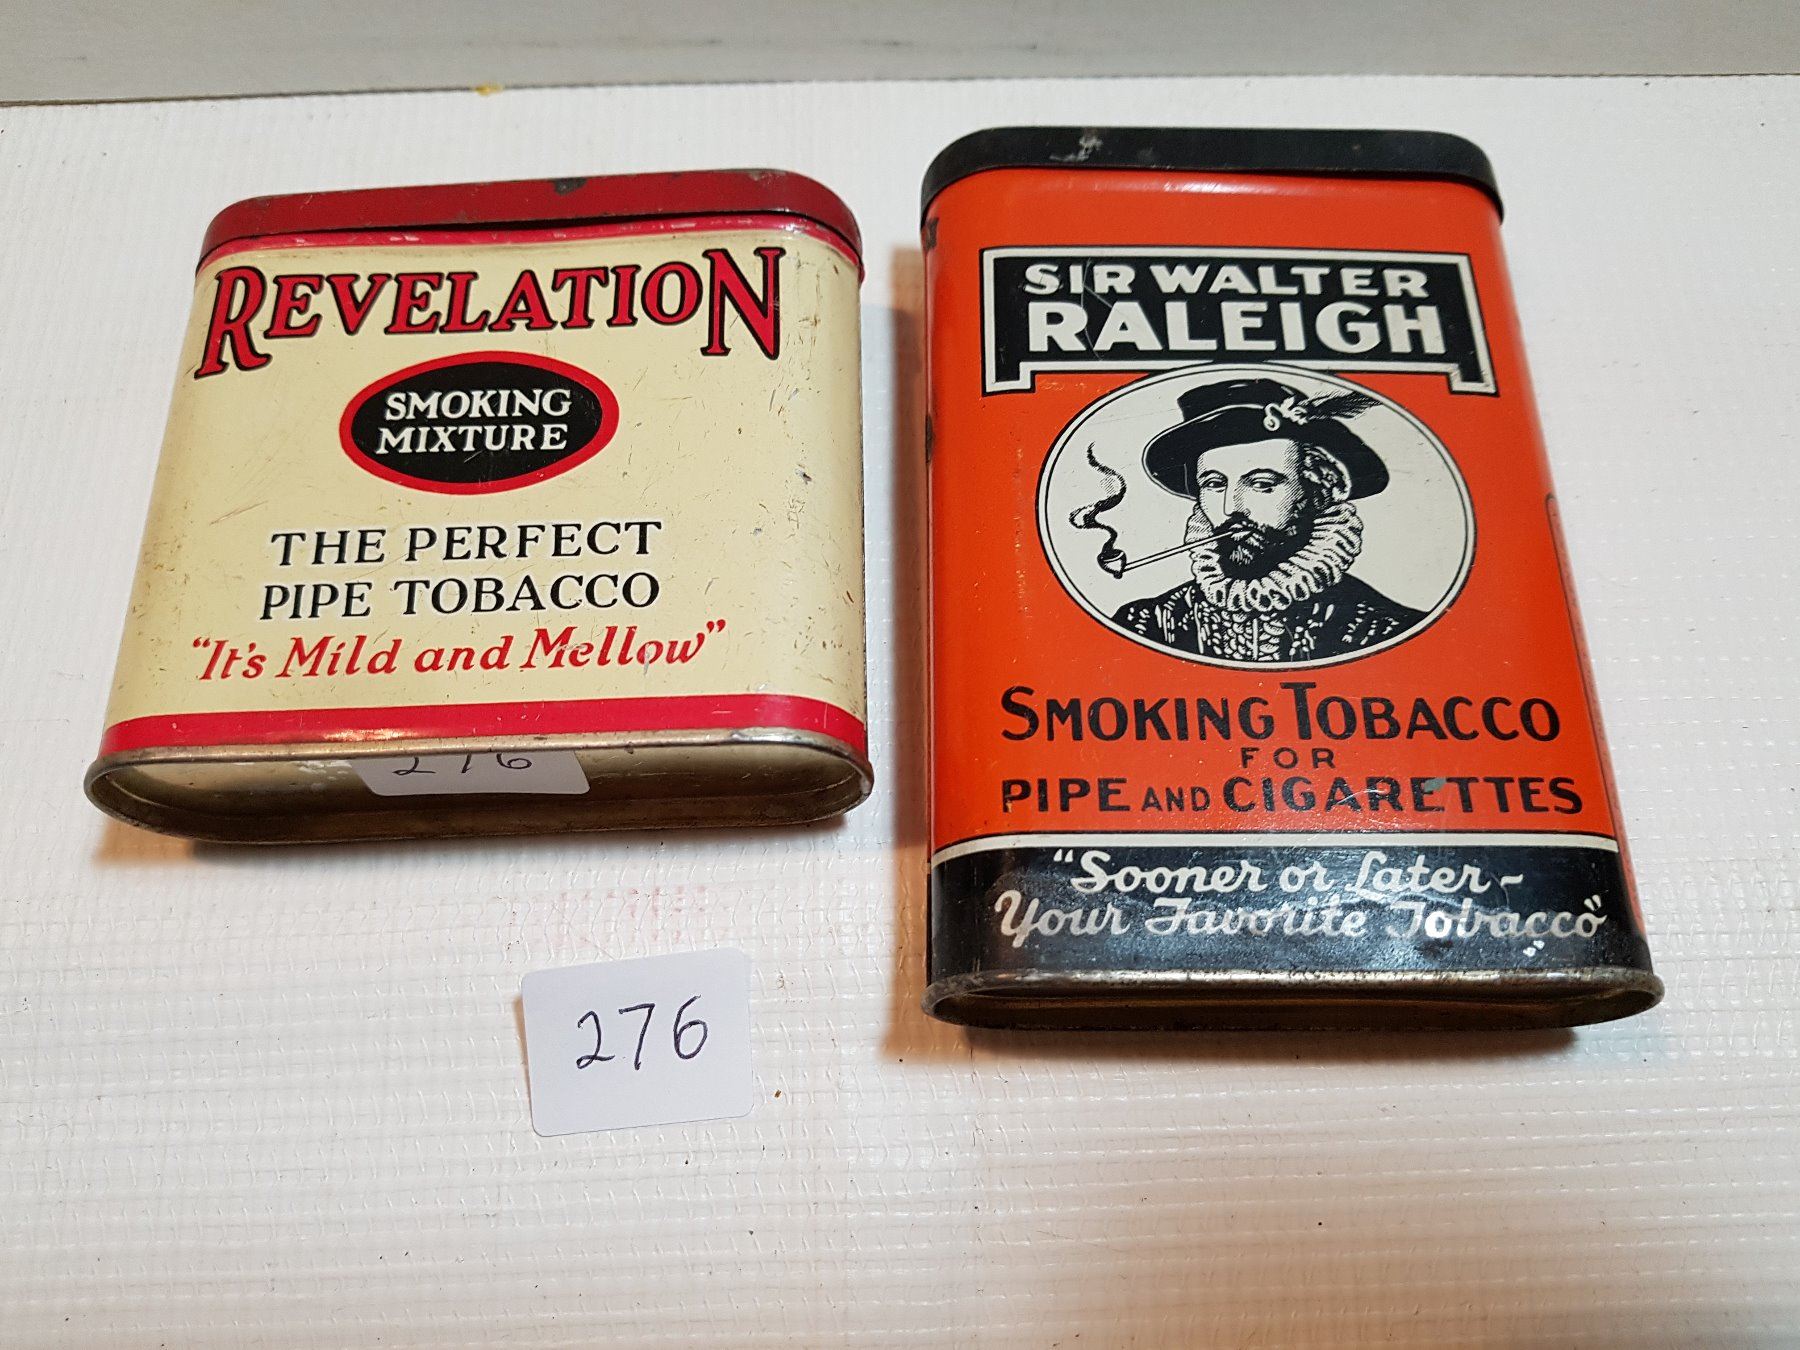 REVELATION
SMOKING
MIXTURE
THE PERFECT
PIPE TOBACCO
"It's Mild and Mellow"
276
SIR WALTER
RALEIGH
SMOKING TOBACCO
FOR
PIPE AND CIGARETTES
"Sooner or Later-
Your Favorite Tobacco"
276